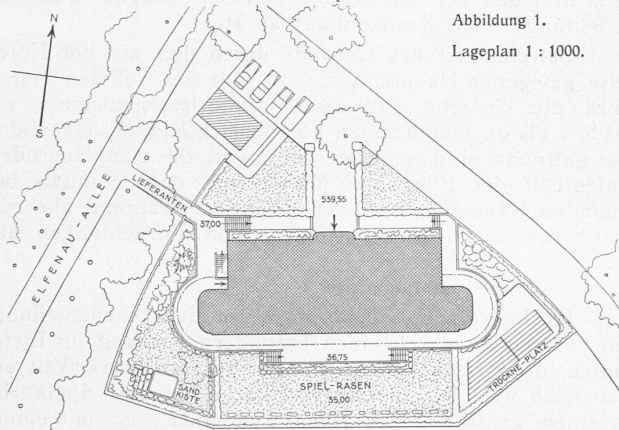 Abbildung 1.
Lageplan 1 : 1000.
N
S
ELFENAU-ALLEE
LIEFERANTEN
37,00
539,55
36,75
SPIEL-RASEN
35,00
SAND
KISTE
TROCKNE-PLATZ